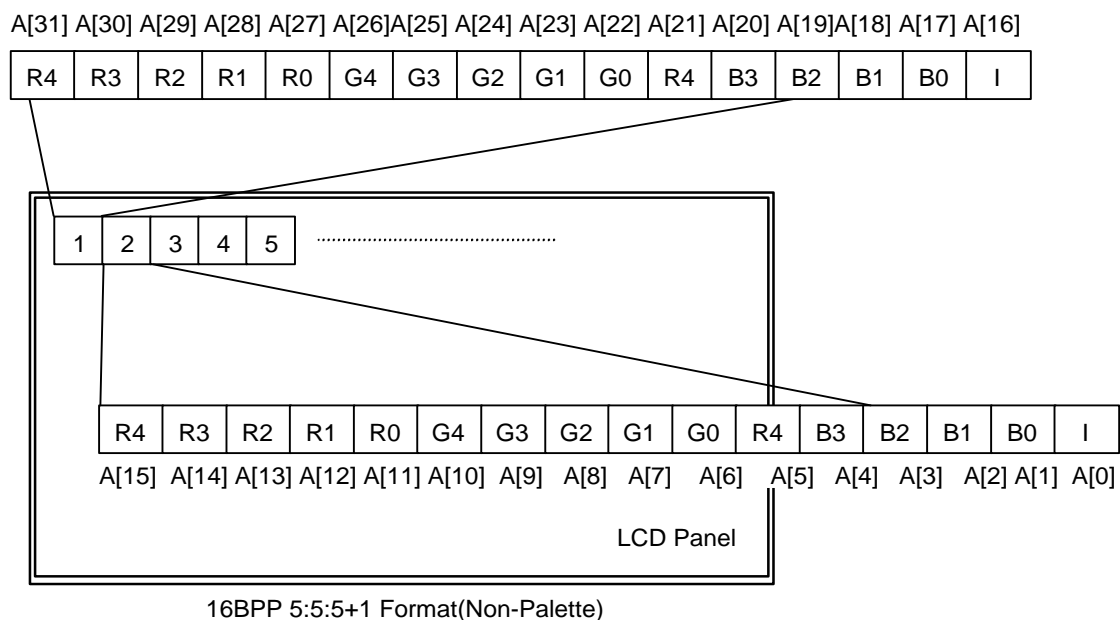 A[31] A[30] A[29] A[28] A[27] A[26]A[25] A[24] A[23] A[22] A[21] A[20] A[19]A[18] A[17] A[16]
R4 R3 R2 R1 R0 G4 G3 G2 G1 G0 R4 B3 B2 B1 B0 I
1 2 3 4 5
R4 R3 R2 R1 R0 G4 G3 G2 G1 G0 R4 B3 B2 B1 B0 I
A[15] A[14] A[13] A[12] A[11] A[10] A[9] A[8] A[7] A[6] A[5] A[4] A[3] A[2] A[1] A[0]
LCD Panel
16BPP 5:5:5+1 Format(Non-Palette)